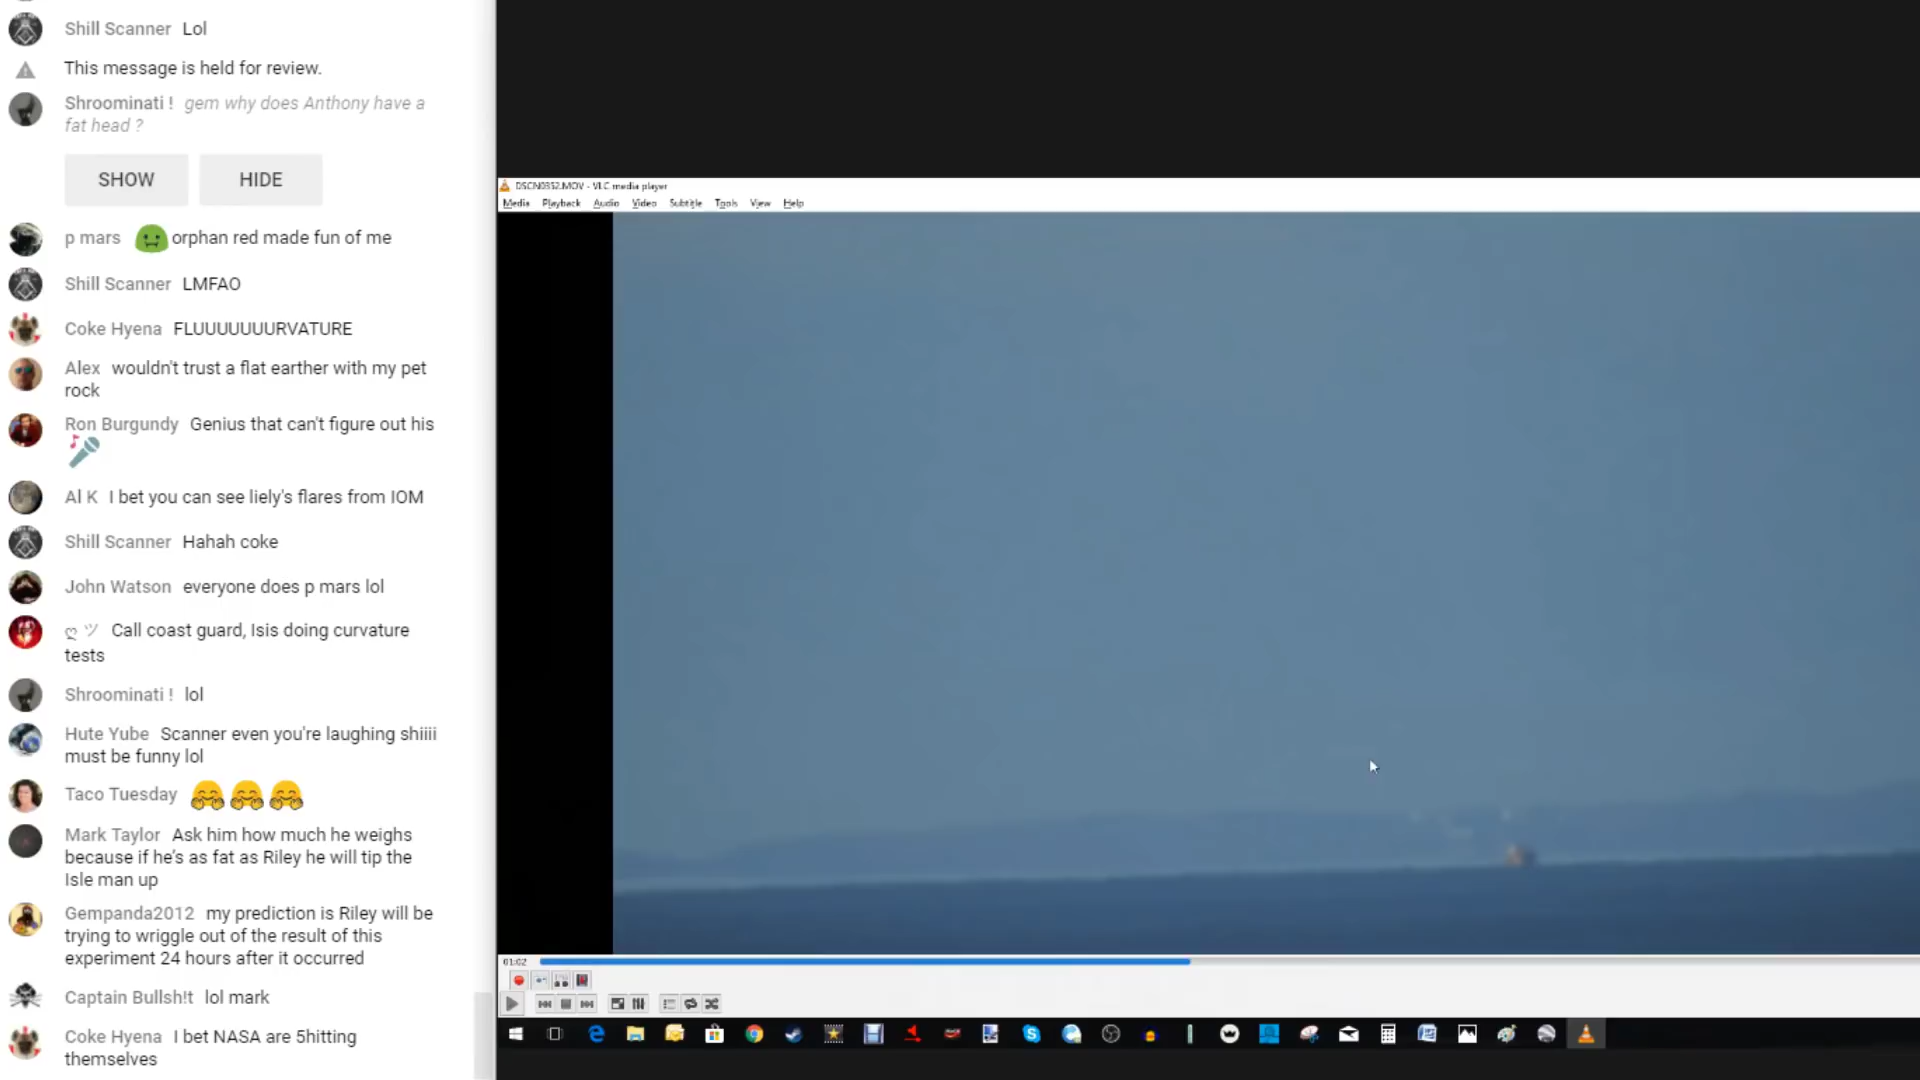 Shill Scanner Lol
This message is held for review.
Shroominati ! gem why does Anthony have a
fat head ?
SHOW HIDE
p mars orphan red made fun of me
Shill Scanner LMFAO
Coke Hyena FLUUUUUUURVATURE
Alex wouldn't trust a flat earther with my pet
rock
Ron Burgundy Genius that can't figure out his
Al K I bet you can see liely's flares from IOM
Shill Scanner Hahah coke
John Watson everyone does p mars lol
ღ ツ Call coast guard, Isis doing curvature
tests
Shroominati ! lol
Hute Yube Scanner even you're laughing shiiii
must be funny lol
Taco Tuesday
Mark Taylor Ask him how much he weighs
because if he's as fat as Riley he will tip the
Isle man up
Gempanda2012 my prediction is Riley will be
trying to wriggle out of the result of this
experiment 24 hours after it occurred
Captain Bullsh!t lol mark
Coke Hyena I bet NASA are 5hitting
themselves
DSCN0352.MOV - VLC media player
Media Playback Audio Video Subtitle Tools View Help
01:02